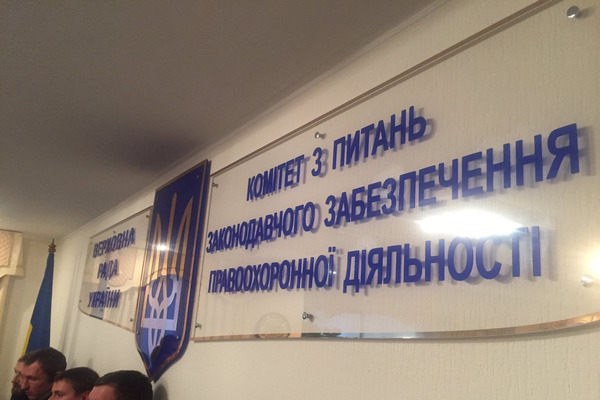 ВЕРХОВНА
РАДА
УКРАЇНИ
КОМІТЕТ З ПИТАНЬ
ЗАКОНОДАВЧОГО ЗАБЕЗПЕЧЕННЯ
ПРАВООХОРОННОЇ ДІЯЛЬНОСТІ